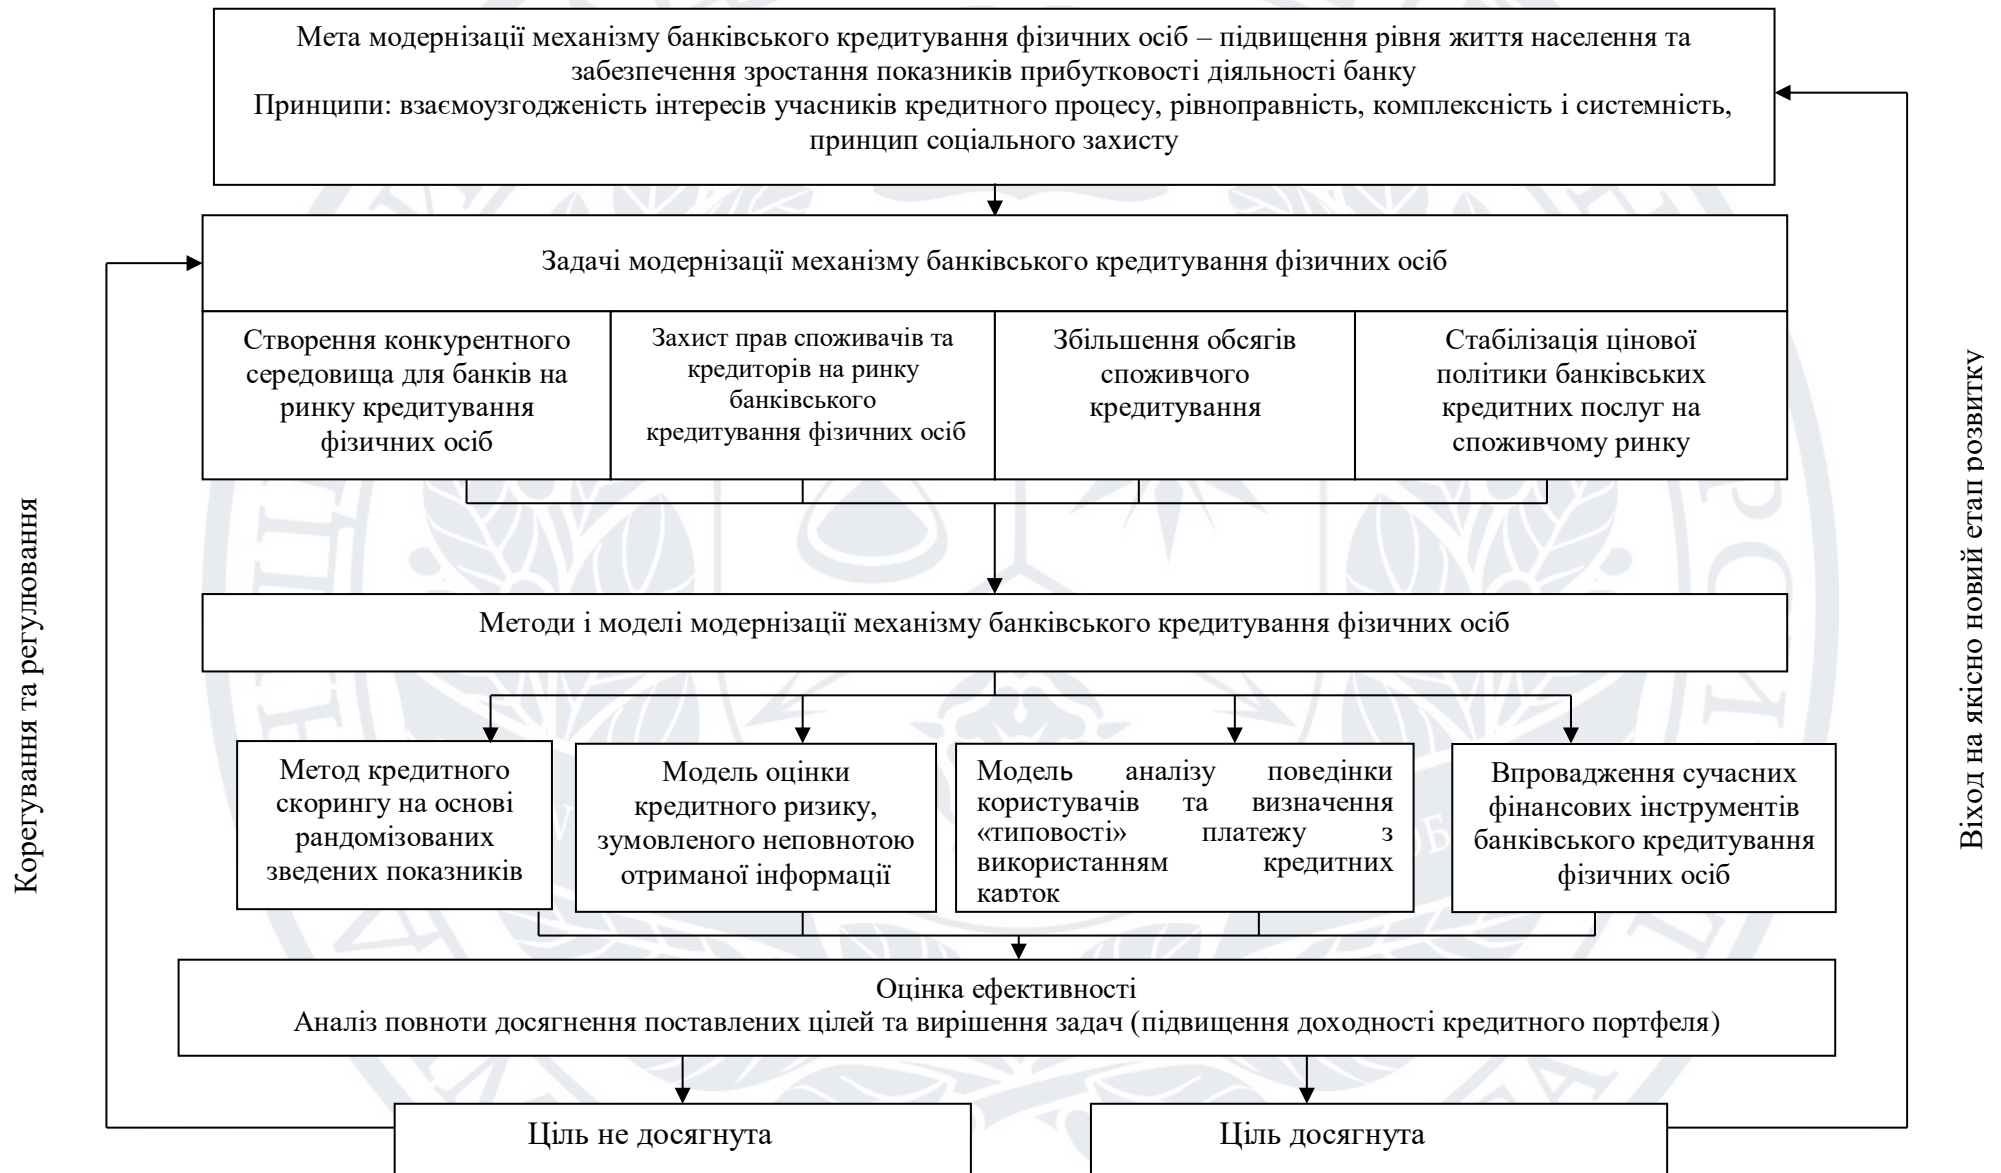 Мета модернізації механізму банківського кредитування фізичних осіб – підвищення рівня життя населення та
забезпечення зростання показників прибутковості діяльності банку
Принципи: взаємоузгодженість інтересів учасників кредитного процесу, рівноправність, комплексність і системність,
принцип соціального захисту
Задачі модернізації механізму банківського кредитування фізичних осіб
Створення конкурентного
середовища для банків на
ринку кредитування
фізичних осіб
Захист прав споживачів та
кредиторів на ринку
банківського
кредитування фізичних осіб
Збільшення обсягів
споживчого
кредитування
Стабілізація цінової
політики банківських
кредитних послуг на
споживчому ринку
Корегування та регулювання
Віход на якісно новий етап розвитку
Методи і моделі модернізації механізму банківського кредитування фізичних осіб
Метод кредитного
скорингу на основі
рандомізованих
зведених показників
Модель оцінки
кредитного ризику,
зумовленого неповнотою
отриманої інформації
Модель аналізу поведінки
користувачів та визначення
«типовості» платежу з
використанням кредитних
карток
Впровадження сучасних
фінансових інструментів
банківського кредитування
фізичних осіб
Оцінка ефективності
Аналіз повноти досягнення поставлених цілей та вирішення задач (підвищення доходності кредитного портфеля)
Ціль не досягнута
Ціль досягнута